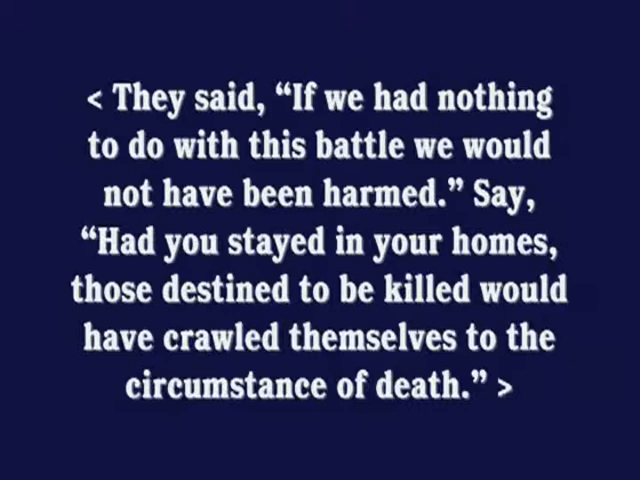 < They said, “If we had nothing
to do with this battle we would
not have been harmed.” Say,
“Had you stayed in your homes,
those destined to be killed would
have crawled themselves to the
circumstance of death.” >